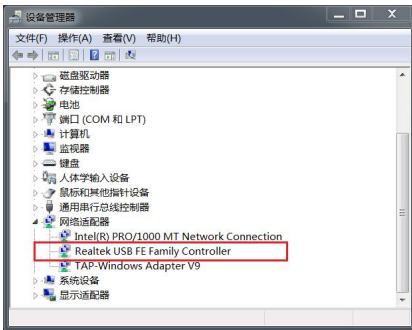 设备管理器
文件(F) 操作(A) 查看(V) 帮助(H)
磁盘驱动器
存储控制器
电池
端口 (COM 和 LPT)
计算机
监视器
键盘
人体学输入设备
鼠标和其他指针设备
通用串行总线控制器
网络适配器
Intel(R) PRO/1000 MT Network Connection
Realtek USB FE Family Controller
TAP-Windows Adapter V9
系统设备
显示适配器